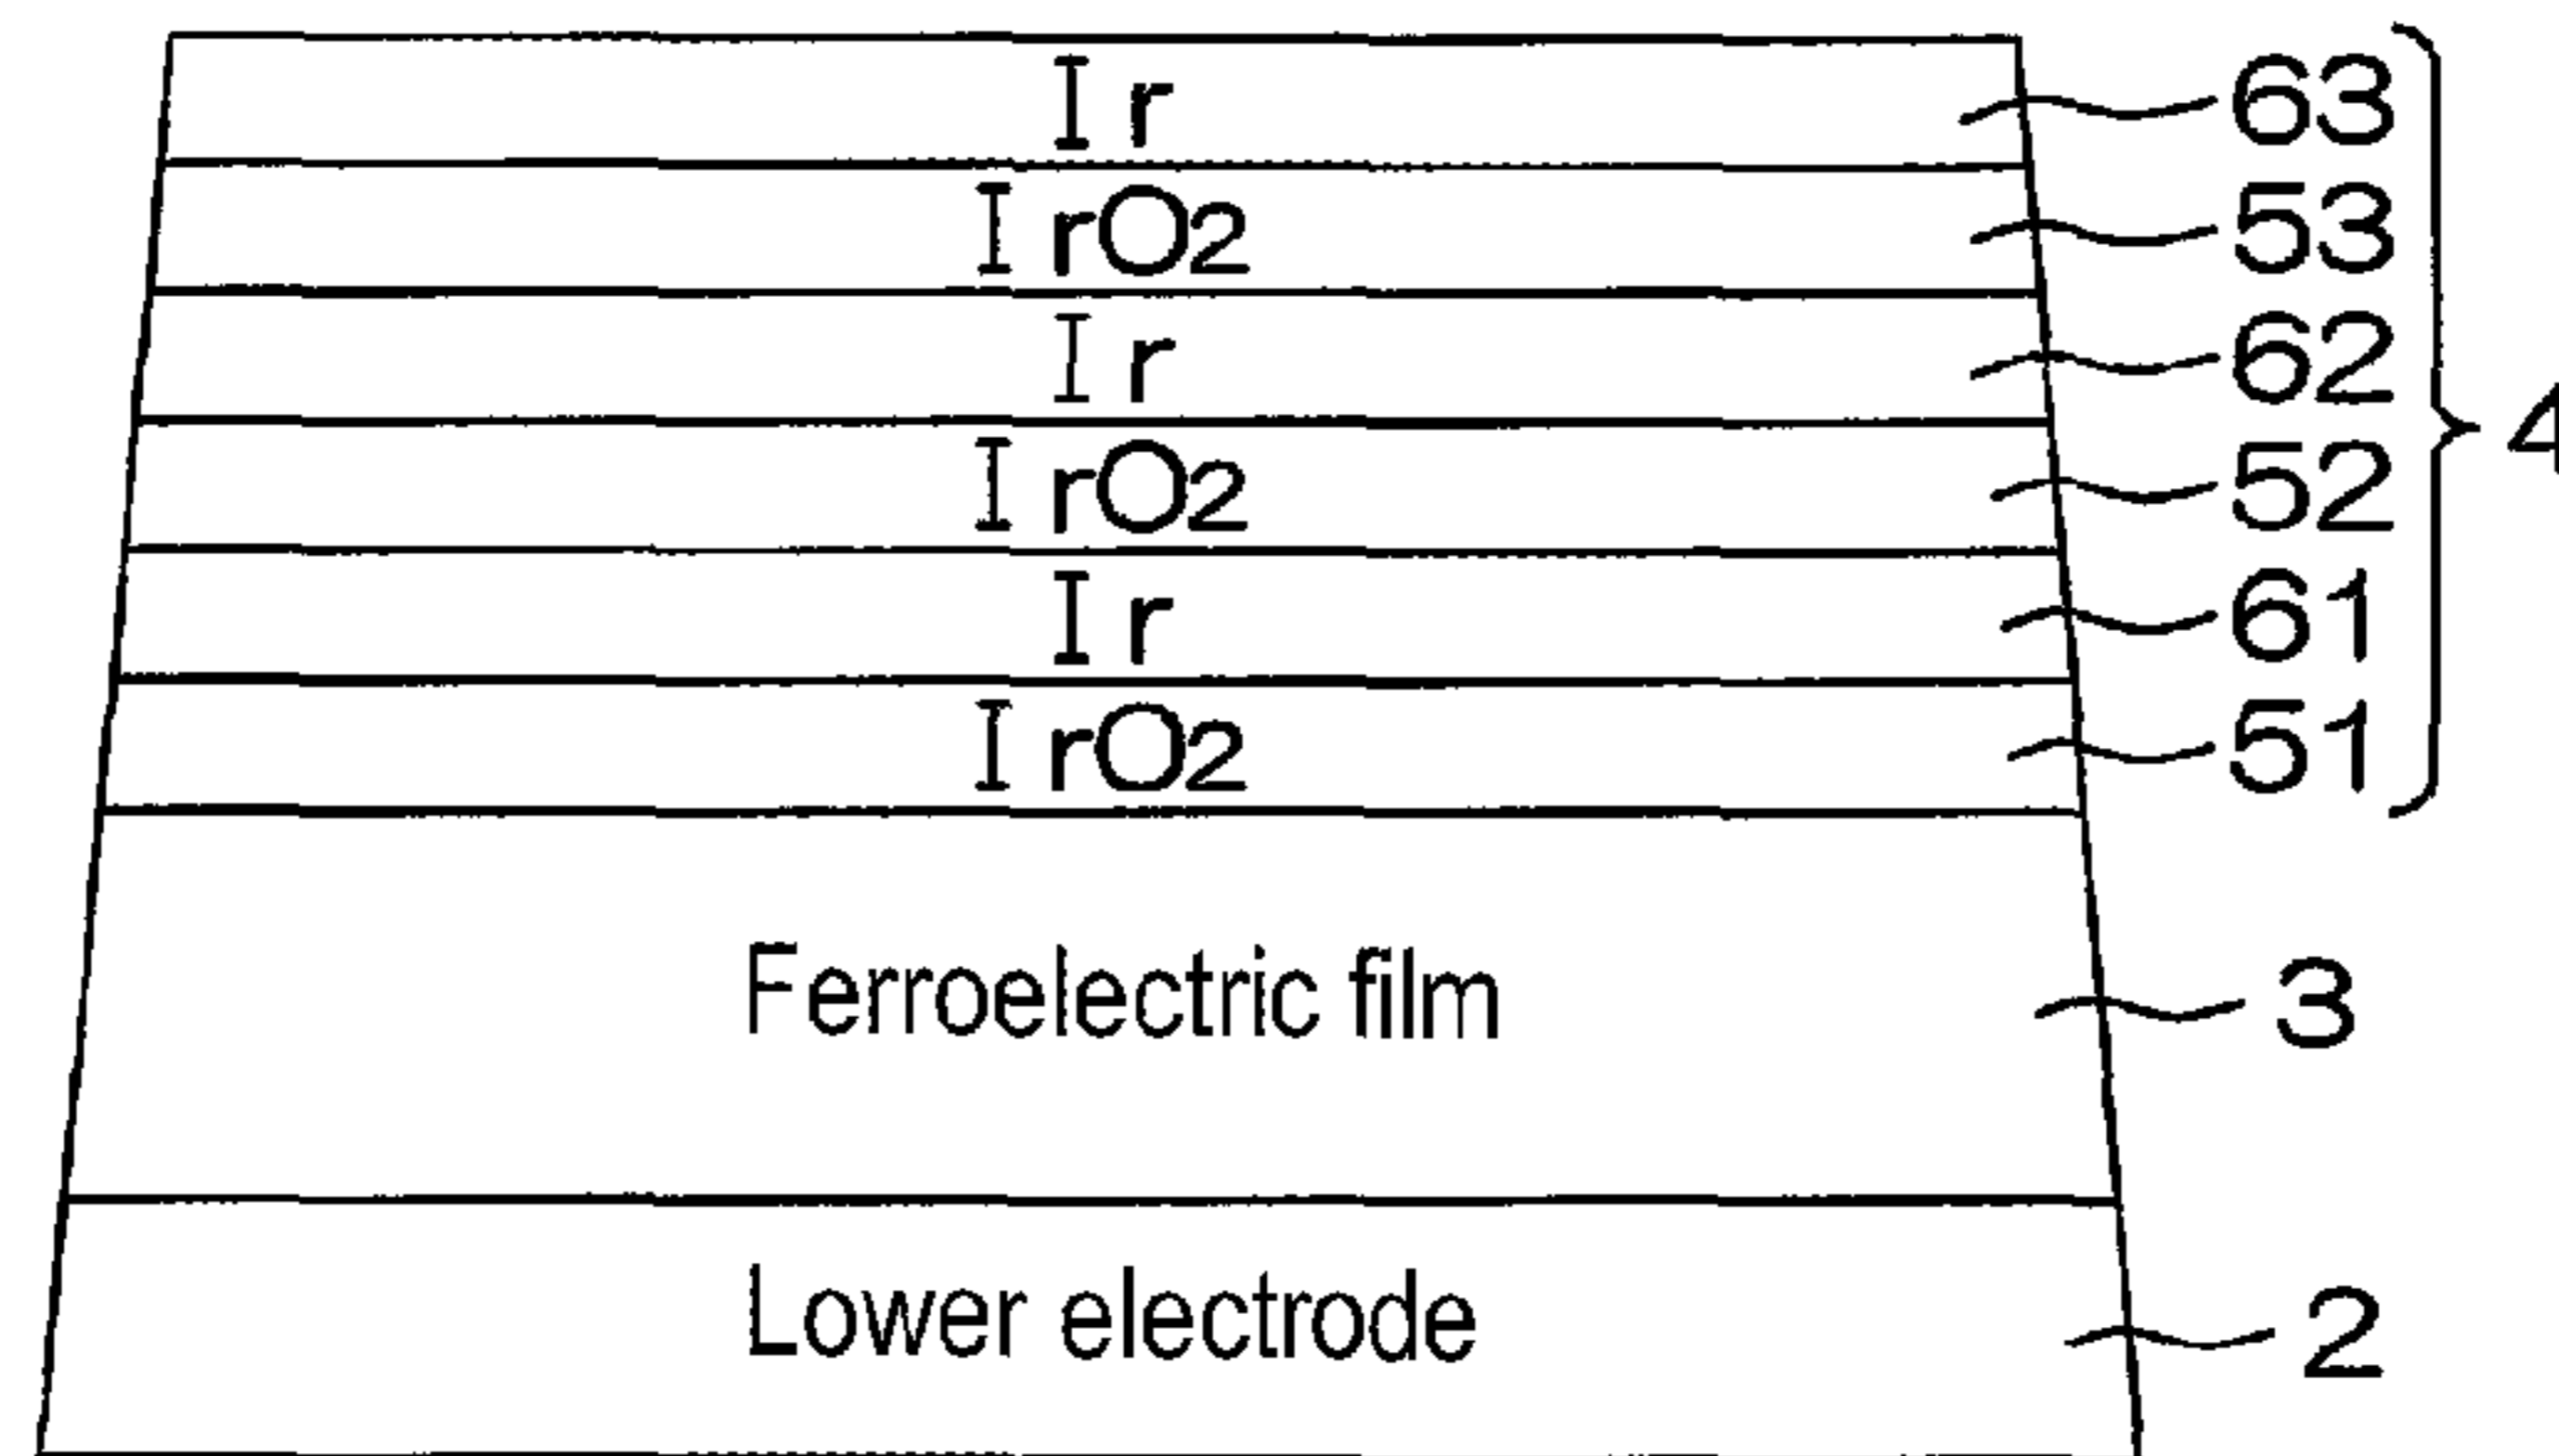 Ir 63
IrO2 53
Ir 62
4
IrO2 52
Ir 61
IrO2 51
Ferroelectric film 3
Lower electrode 2